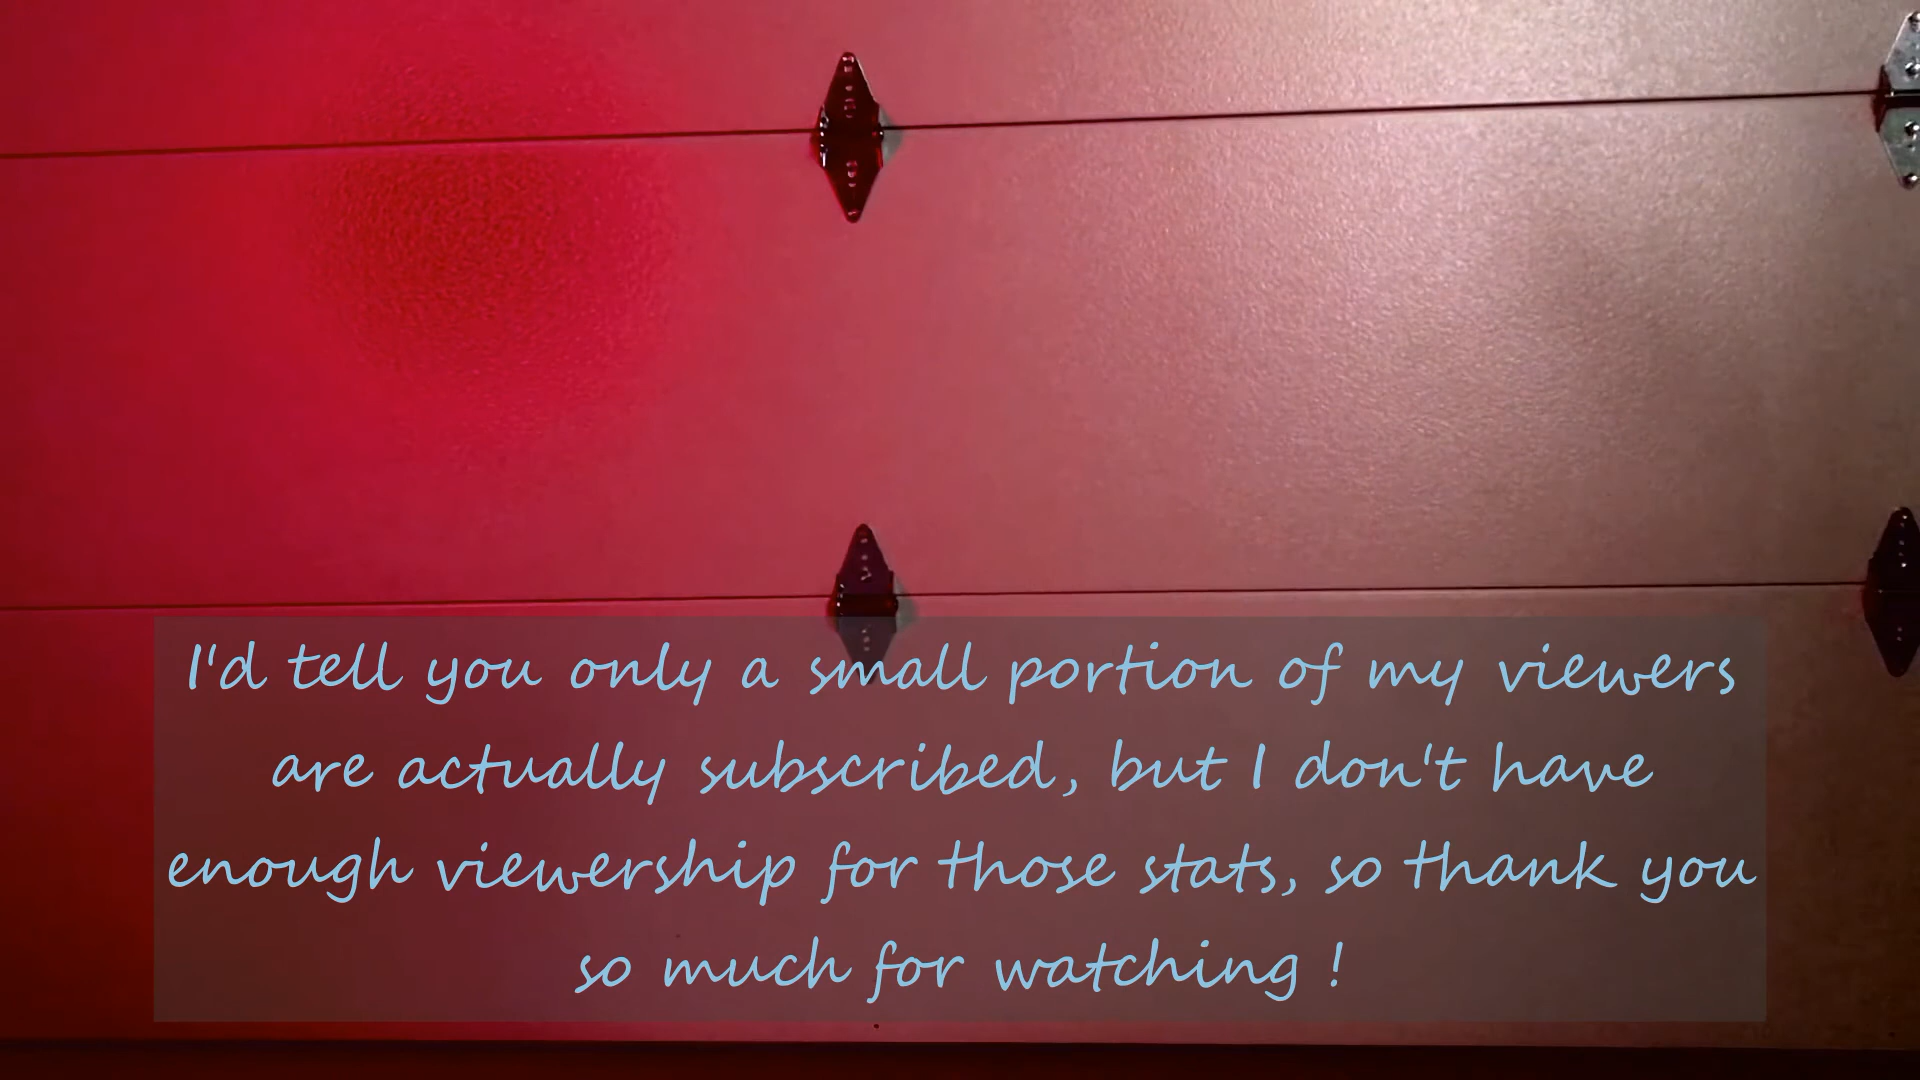 I'd tell you only a small portion of my viewers
are actually subscribed, but I don't have
enough viewership for those stats, so thank you
so much for watching !